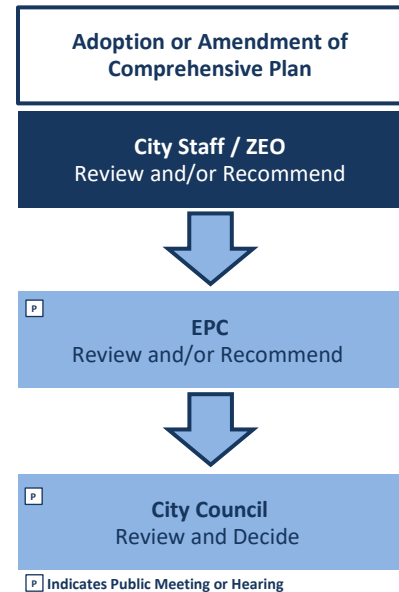 Adoption or Amendment of
Comprehensive Plan
City Staff / ZEO
Review and/or Recommend
P
EPC
Review and/or Recommend
P
City Council
Review and Decide
P Indicates Public Meeting or Hearing